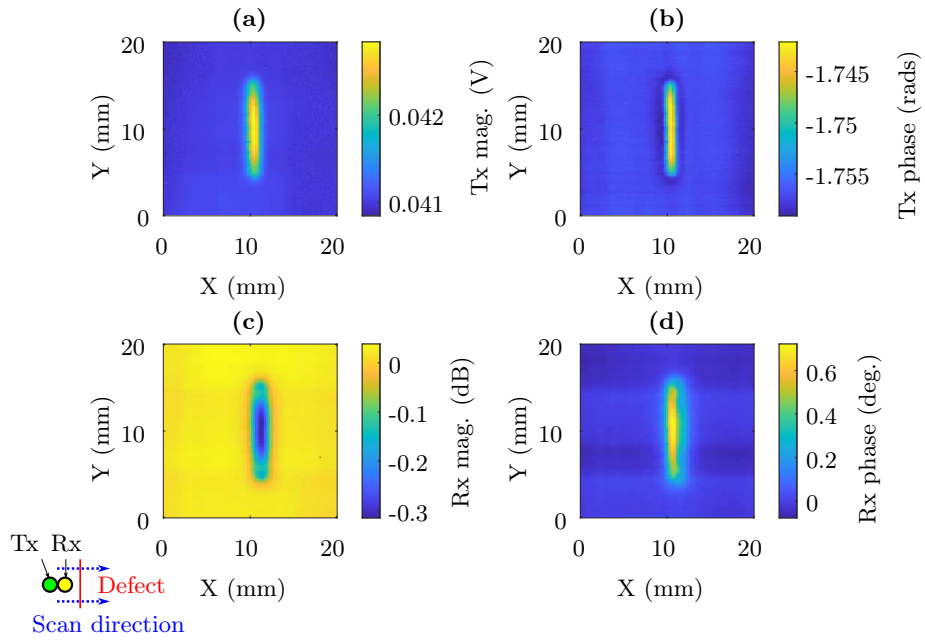 (a)
20
10
0
0
10
20
Y (mm)
X (mm)
0.042
0.041
Tx mag. (V)
(b)
20
10
0
0
10
20
Y (mm)
X (mm)
-1.745
-1.75
-1.755
Tx phase (rads)
(c)
20
10
0
0
10
20
Y (mm)
X (mm)
0
-0.1
-0.2
-0.3
Rx mag. (dB)
(d)
20
10
0
0
10
20
Y (mm)
X (mm)
0.6
0.4
0.2
0
Rx phase (deg.)
Tx Rx
Defect
Scan direction